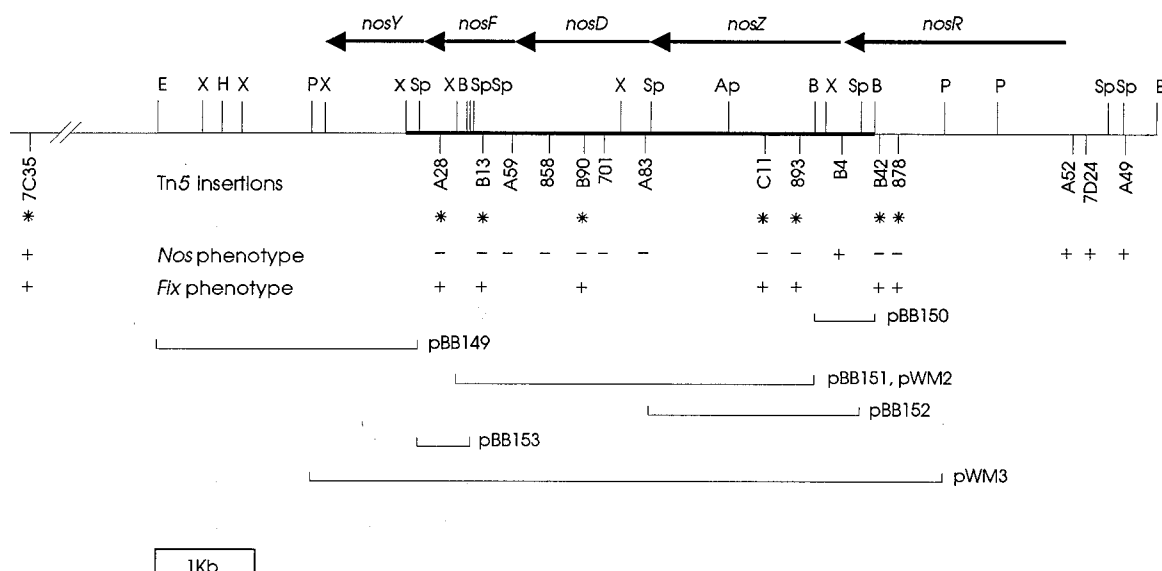 nosY nosF nosD nosZ nosR
E X H X P X X Sp X B Sp Sp X Sp Ap B X Sp B P P Sp Sp E
Tn5 insertions
7C35 A28 B13 A59 858 B90 701 A83 C11 893 B4 B42 878 A52 7D24 A49
* * * * * * * *
+ Nos phenotype − − − − − − − − − + − − + + +
+ Fix phenotype + + + + + + +
pBB150
pBB149
pBB151, pWM2
pBB152
pBB153
pWM3
1Kb